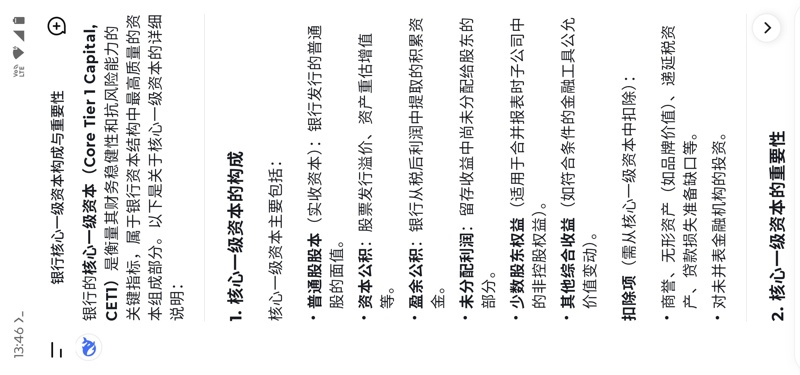 13:46
VoLTE
银行核心一级资本构成与重要性
银行的核心一级资本（Core Tier 1 Capital,
CET1）是衡量其财务稳健性和抗风险能力的
关键指标，属于银行资本结构中最高质量的资
本组成部分。以下是关于核心一级资本的详细
说明：
1. 核心一级资本的构成
核心一级资本主要包括：
• 普通股股本（实收资本）：银行发行的普通
股的面值。
• 资本公积：股票发行溢价、资产重估增值
等。
• 盈余公积：银行从税后利润中提取的积累资
金。
• 未分配利润：留存收益中尚未分配给股东的
部分。
• 少数股东权益（适用于合并报表时子公司中
的非控股权益）。
• 其他综合收益（如符合条件的金融工具公允
价值变动）。
扣除项（需从核心一级资本中扣除）：
• 商誉、无形资产（如品牌价值）、递延税资
产、贷款损失准备缺口等。
• 对未并表金融机构的投资。
2. 核心一级资本的重要性